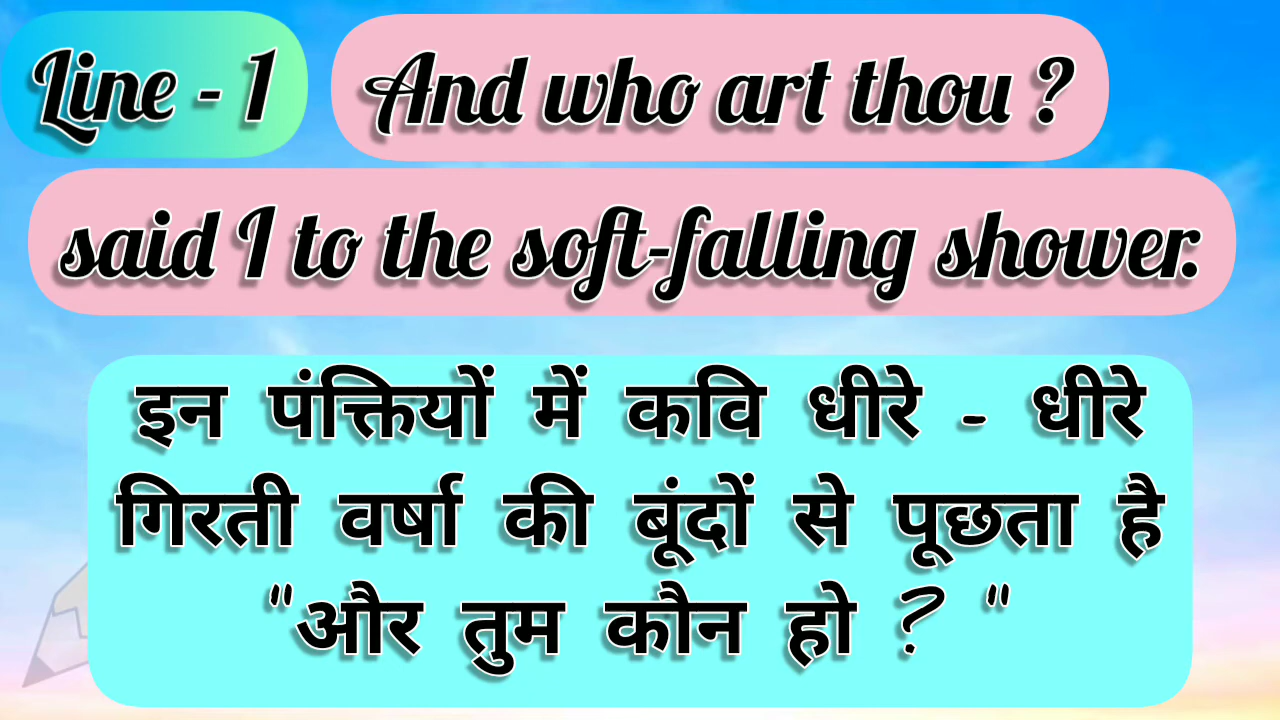 Line - 1
And who art thou ?
said I to the soft-falling shower.
इन पंक्तियों में कवि धीरे - धीरे
गिरती वर्षा की बूंदों से पूछता है
"और तुम कौन हो ? "